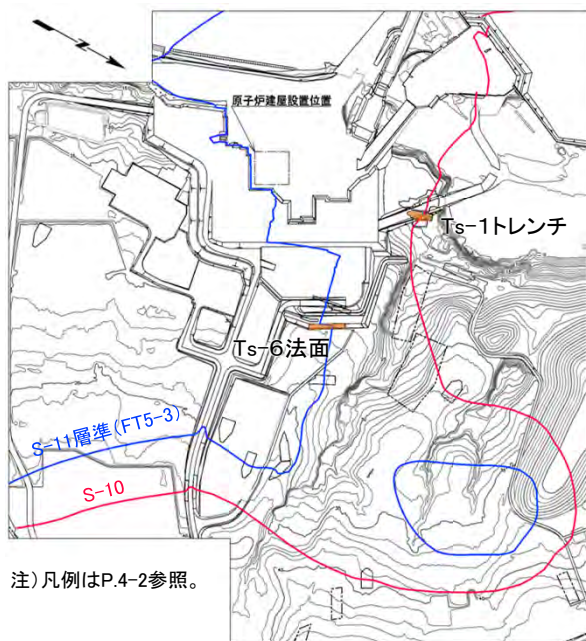 N
原子炉建屋設置位置
Ts-1トレンチ
Ts-6法面
S-11層準(FT5-3)
S-10
注)凡例はP.4-2参照。